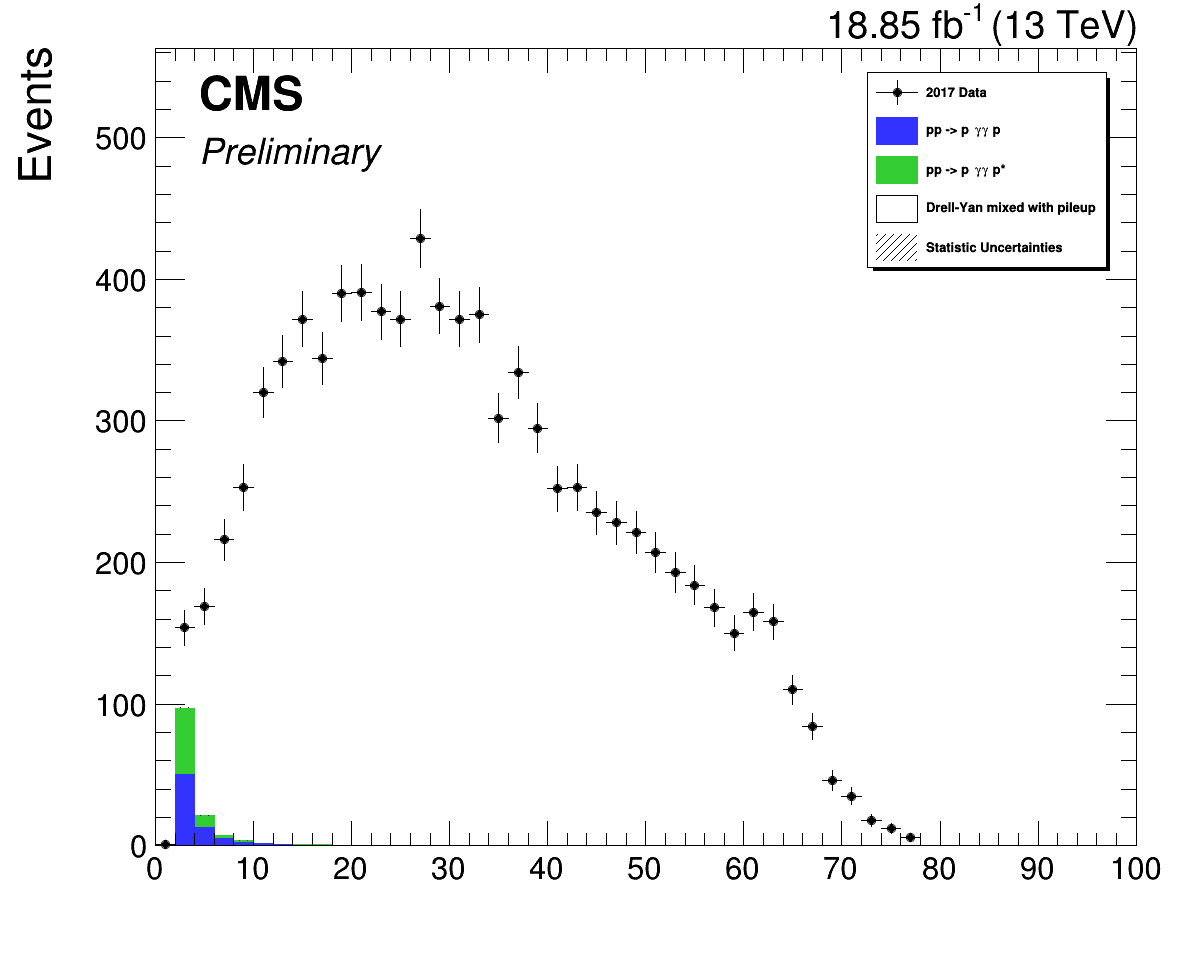 18.85 fb⁻¹ (13 TeV)
Events
CMS
Preliminary
2017 Data
pp -> p γγ p
pp -> p γγ p*
Drell-Yan mixed with pileup
Statistic Uncertainties
500
400
300
200
100
0
0 10 20 30 40 50 60 70 80 90 100